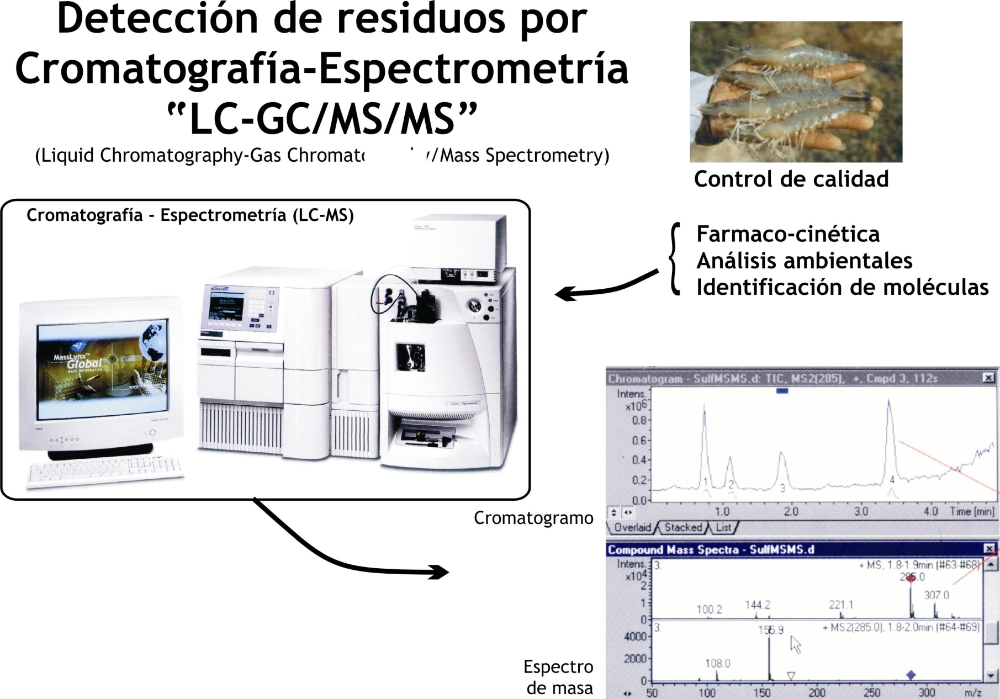 Detección de residuos por
Cromatografía-Espectrometría
“LC-GC/MS/MS”
(Liquid Chromatography-Gas /Mass Spectrometry)
Control de calidad
Farmaco-cinética
Análisis ambientales
Identificación de moléculas
Cromatografía - Espectrometría (LC-MS)
MassLynx™
Global
MASS INFORMATICS
NEC
Cromatogramo
Chromatogram - SulfMSMS.d: TIC, MS2(285), +, Cmpd 3, 112s
Intens.
x10⁶
0.8
0.6
0.4
0.2
0.0
1
2
3
4
1.0 2.0 3.0 4.0 Time [min]
Overlaid Stacked List
Compound Mass Spectra - SulfMSMS.d
Intens.
x10⁴
2
1
0
3.
+ MS, 1.8-1.9min (#63-#68)
285.0
307.0
221.1
144.2
100.2
3.
+ MS2(285.0), 1.8-2.0min (#64-#69)
155.9
108.0
4000
2000
0
50 100 150 200 250 300 m/z
Espectro
de masa